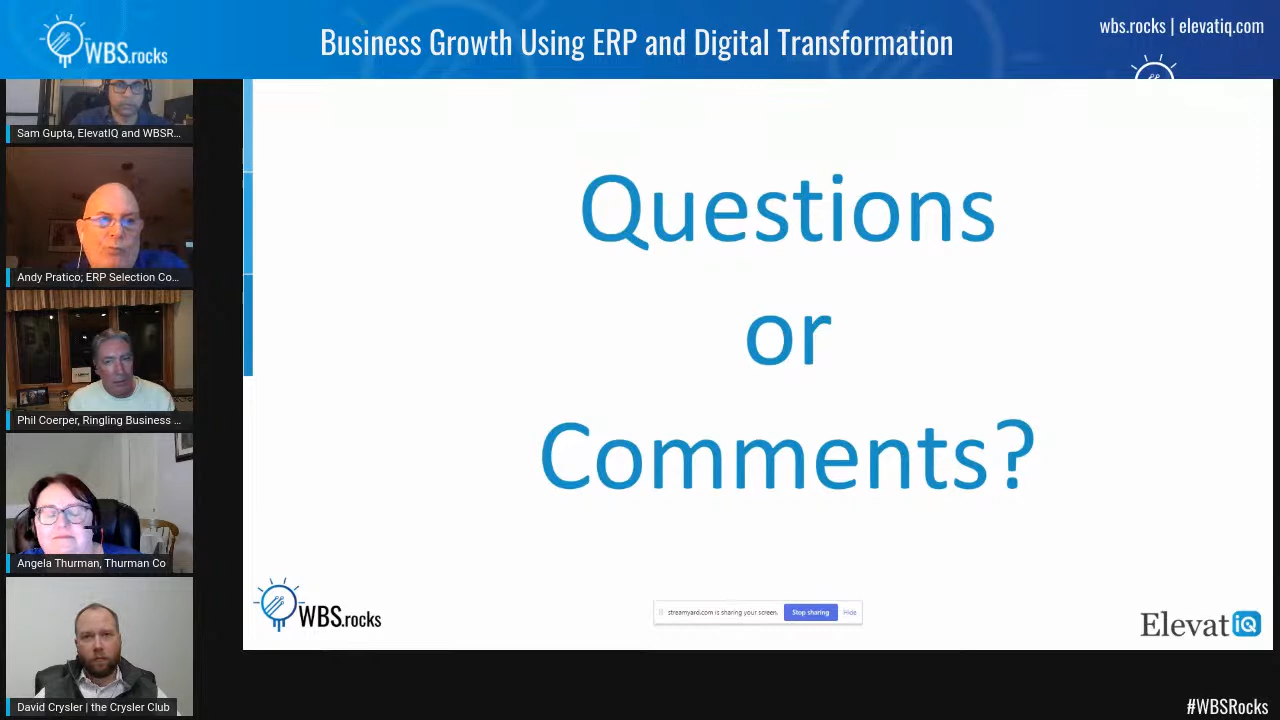 WBS.rocks
Business Growth Using ERP and Digital Transformation
wbs.rocks | elevatiq.com
Sam Gupta, ElevatIQ and WBSR...
Andy Pratico; ERP Selection Co...
Phil Coerper, Ringling Business ...
Angela Thurman, Thurman Co
David Crysler | the Crysler Club
Questions
or
Comments?
streamyard.com is sharing your screen. Stop sharing Hide
WBS.rocks
ElevatIQ
#WBSRocks